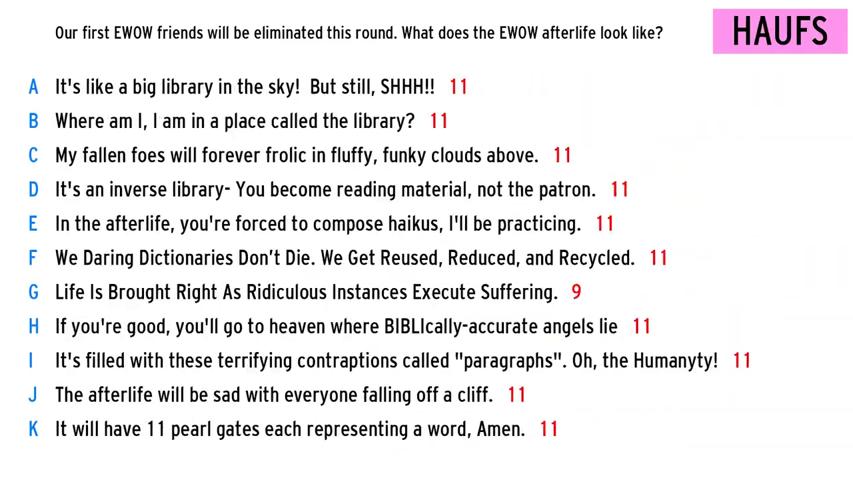 Our first EWOW friends will be eliminated this round. What does the EWOW afterlife look like?
HAUFS
A It's like a big library in the sky! But still, SHHH!! 11
B Where am I, I am in a place called the library? 11
C My fallen foes will forever frolic in fluffy, funky clouds above. 11
D It's an inverse library- You become reading material, not the patron. 11
E In the afterlife, you're forced to compose haikus, I'll be practicing. 11
F We Daring Dictionaries Don’t Die. We Get Reused, Reduced, and Recycled. 11
G Life Is Brought Right As Ridiculous Instances Execute Suffering. 9
H If you're good, you'll go to heaven where BIBLIcally-accurate angels lie 11
I It's filled with these terrifying contraptions called "paragraphs". Oh, the Humanyty! 11
J The afterlife will be sad with everyone falling off a cliff. 11
K It will have 11 pearl gates each representing a word, Amen. 11